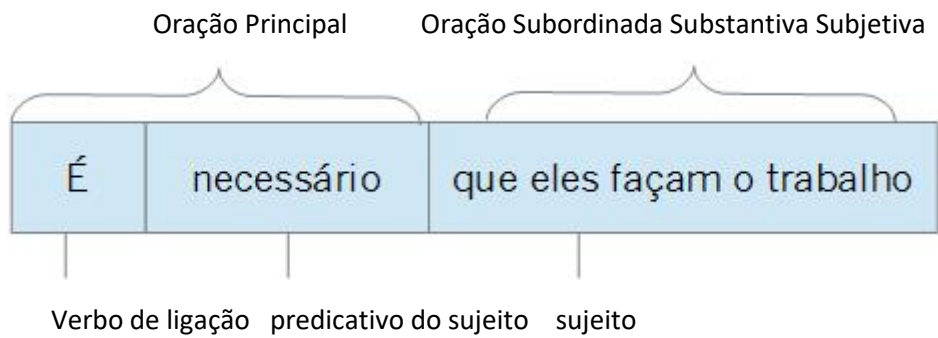 Oração Principal Oração Subordinada Substantiva Subjetiva
É necessário que eles façam o trabalho
Verbo de ligação predicativo do sujeito sujeito